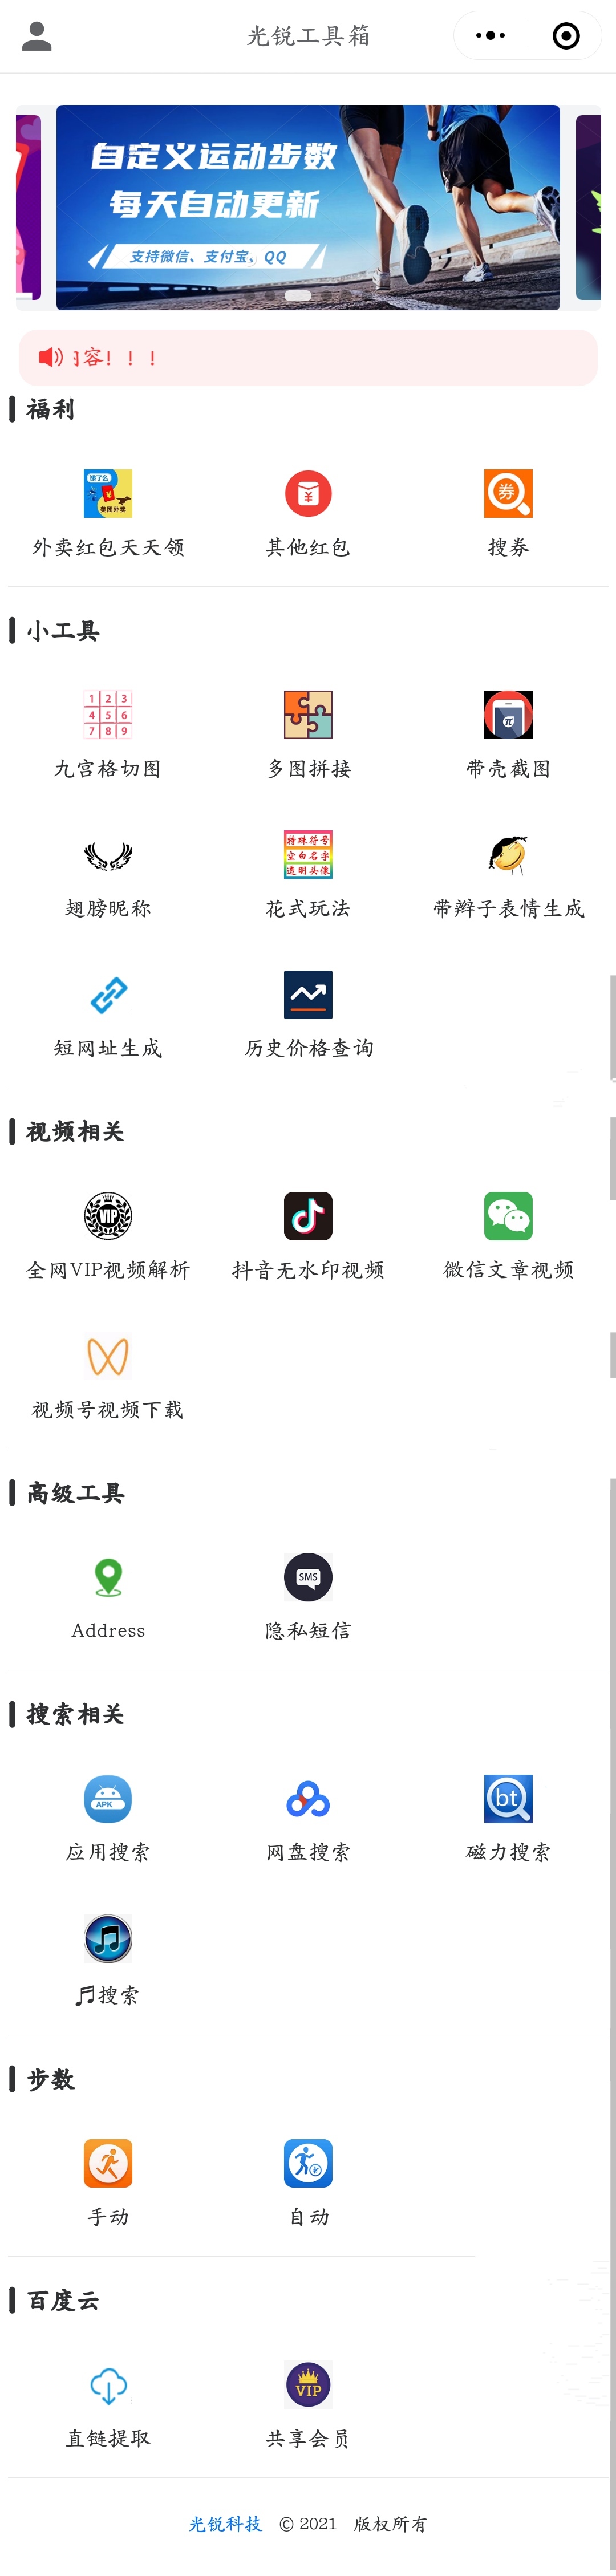 光锐工具箱
自定义运动步数
每天自动更新
支持微信、支付宝、QQ
容！！！
福利
饿了么
美团外卖
券
外卖红包天天领
其他红包
搜券
小工具
1 2 3
4 5 6
7 8 9
π
九宫格切图
多图拼接
带壳截图
特殊符号
空白名字
透明头像
翅膀昵称
花式玩法
带辫子表情生成
短网址生成
历史价格查询
视频相关
VIP
全网VIP视频解析
抖音无水印视频
微信文章视频
视频号视频下载
高级工具
SMS
Address
隐私短信
搜索相关
APK
bt
应用搜索
网盘搜索
磁力搜索
♬搜索
步数
手动
自动
百度云
VIP
直链提取
共享会员
光锐科技 © 2021 版权所有